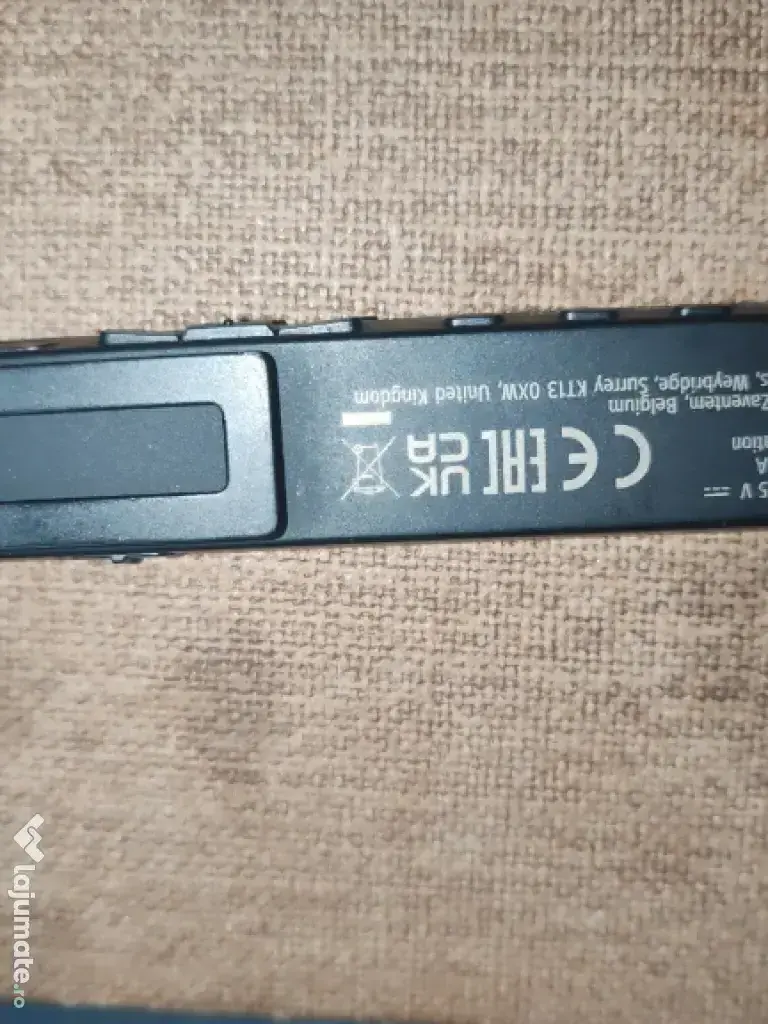 5 V
A
ation
Zaventem, Belgium
s, Weybridge, Surrey KT13 0XW, United Kingdom
CE EAC UK CA
lajumate.ro